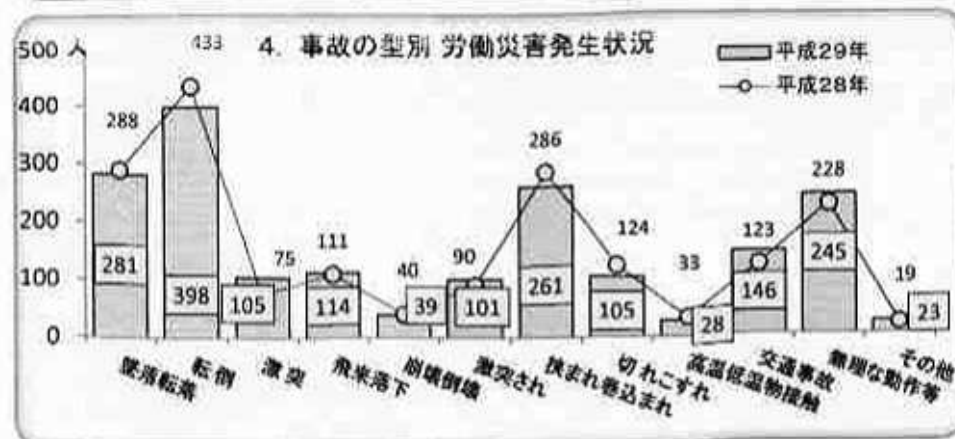 4. 事故の型別 労働災害発生状況
平成29年
平成28年
500 人
400
300
200
100
0
288
433
75
111
40
90
286
124
33
123
228
19
281
398
105
114
39
101
261
105
28
146
245
23
墜落転落
転倒
激突
飛来落下
崩壊倒壊
激突され
挟まれ巻込まれ
切れこすれ
高温低温物接触
交通事故
無理な動作等
その他